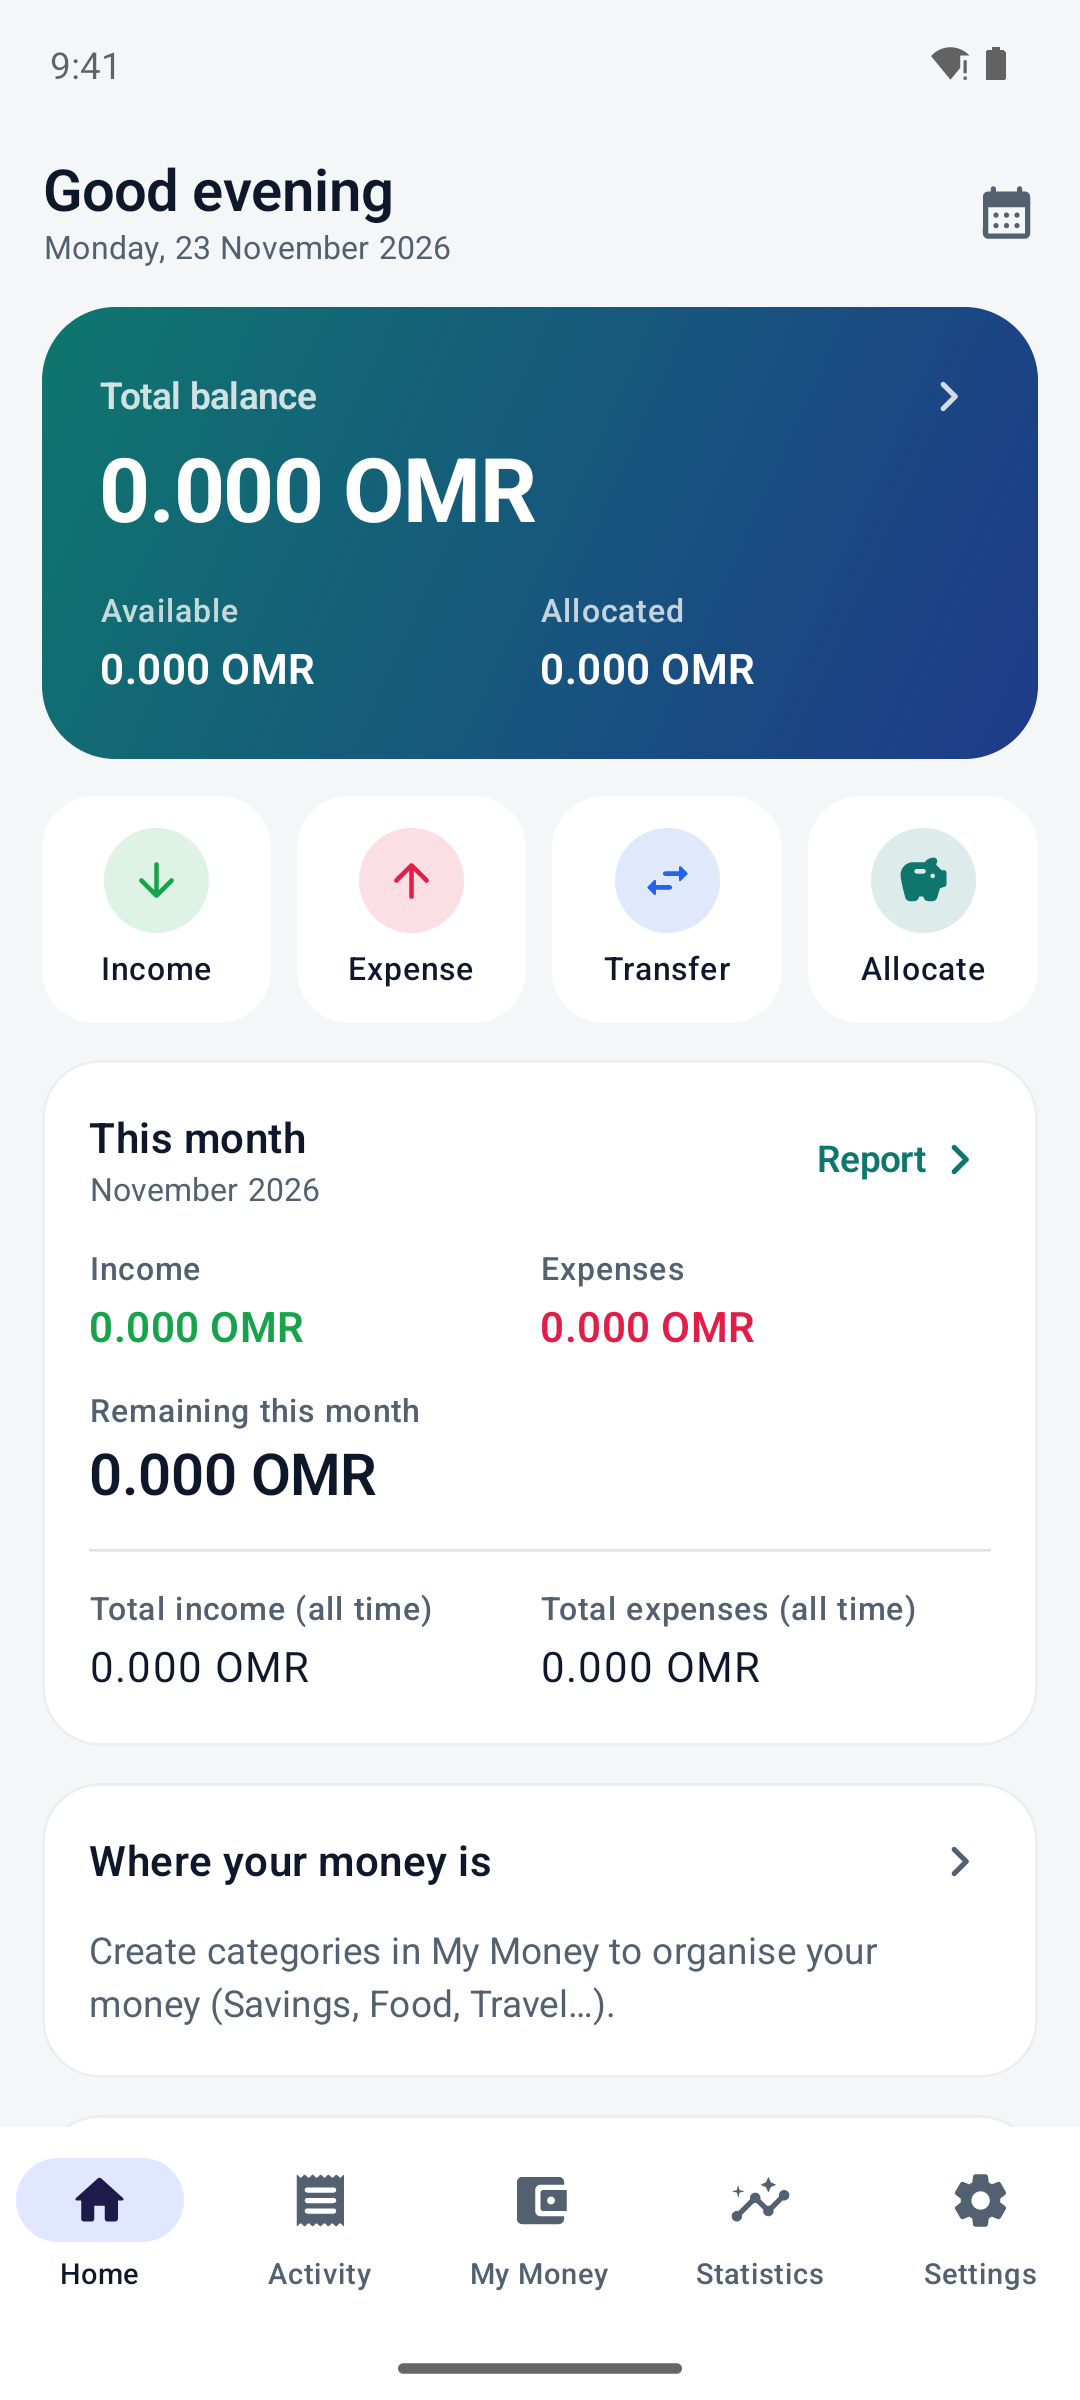 9:41
Good evening
Monday, 23 November 2026
Total balance
0.000 OMR
Available
Allocated
0.000 OMR
0.000 OMR
Income
Expense
Transfer
Allocate
This month
November 2026
Report
Income
Expenses
0.000 OMR
0.000 OMR
Remaining this month
0.000 OMR
Total income (all time)
Total expenses (all time)
0.000 OMR
0.000 OMR
Where your money is
Create categories in My Money to organise your
money (Savings, Food, Travel…).
Home
Activity
My Money
Statistics
Settings